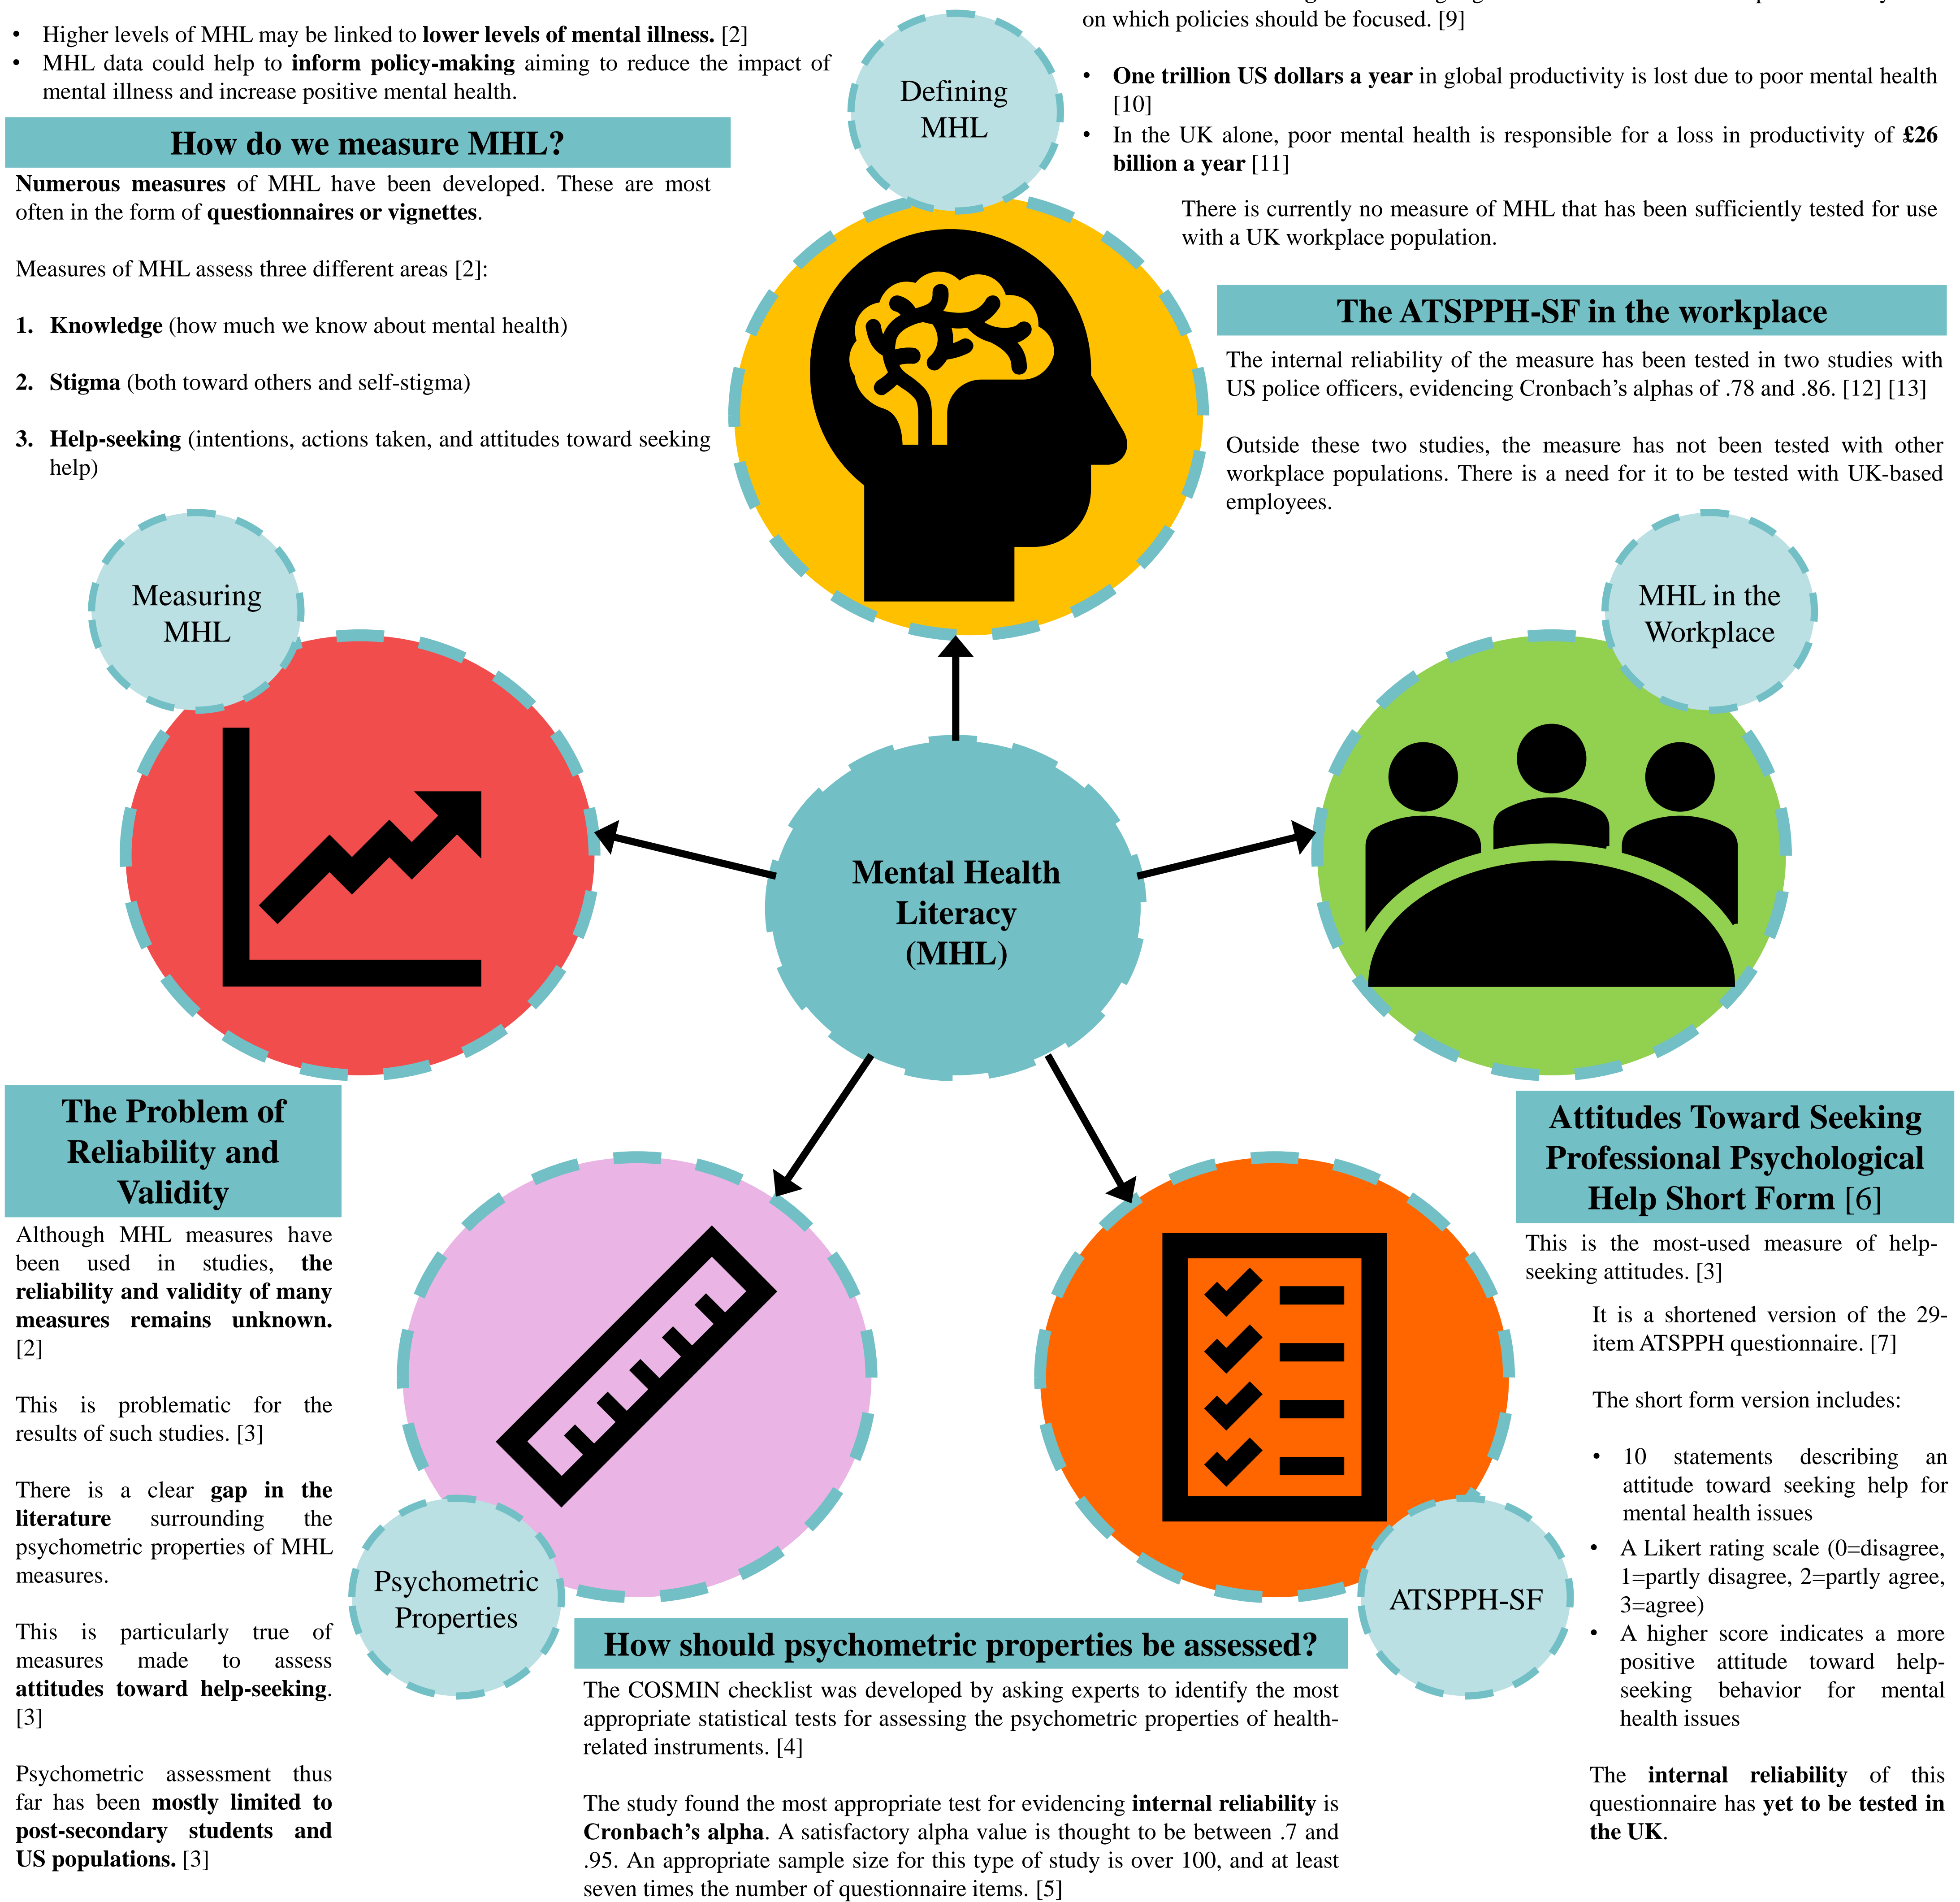 • Higher levels of MHL may be linked to lower levels of mental illness. [2]
• MHL data could help to inform policy-making aiming to reduce the impact of
mental illness and increase positive mental health.
How do we measure MHL?
Numerous measures of MHL have been developed. These are most
often in the form of questionnaires or vignettes.
Measures of MHL assess three different areas [2]:
1. Knowledge (how much we know about mental health)
2. Stigma (both toward others and self-stigma)
3. Help-seeking (intentions, actions taken, and attitudes toward seeking
help)
Defining
MHL
on which policies should be focused. [9]
• One trillion US dollars a year in global productivity is lost due to poor mental health
[10]
• In the UK alone, poor mental health is responsible for a loss in productivity of £26
billion a year [11]
There is currently no measure of MHL that has been sufficiently tested for use
with a UK workplace population.
The ATSPPH-SF in the workplace
The internal reliability of the measure has been tested in two studies with
US police officers, evidencing Cronbach's alphas of .78 and .86. [12] [13]
Outside these two studies, the measure has not been tested with other
workplace populations. There is a need for it to be tested with UK-based
employees.
Measuring
MHL
MHL in the
Workplace
Mental Health
Literacy
(MHL)
The Problem of
Reliability and
Validity
Although MHL measures have
been used in studies, the
reliability and validity of many
measures remains unknown.
[2]
This is problematic for the
results of such studies. [3]
There is a clear gap in the
literature surrounding the
psychometric properties of MHL
measures.
This is particularly true of
measures made to assess
attitudes toward help-seeking.
[3]
Psychometric assessment thus
far has been mostly limited to
post-secondary students and
US populations. [3]
Psychometric
Properties
ATSPPH-SF
How should psychometric properties be assessed?
The COSMIN checklist was developed by asking experts to identify the most
appropriate statistical tests for assessing the psychometric properties of health-
related instruments. [4]
The study found the most appropriate test for evidencing internal reliability is
Cronbach's alpha. A satisfactory alpha value is thought to be between .7 and
.95. An appropriate sample size for this type of study is over 100, and at least
seven times the number of questionnaire items. [5]
Attitudes Toward Seeking
Professional Psychological
Help Short Form [6]
This is the most-used measure of help-
seeking attitudes. [3]
It is a shortened version of the 29-
item ATSPPH questionnaire. [7]
The short form version includes:
• 10 statements describing an
attitude toward seeking help for
mental health issues
• A Likert rating scale (0=disagree,
1=partly disagree, 2=partly agree,
3=agree)
• A higher score indicates a more
positive attitude toward help-
seeking behavior for mental
health issues
The internal reliability of this
questionnaire has yet to be tested in
the UK.